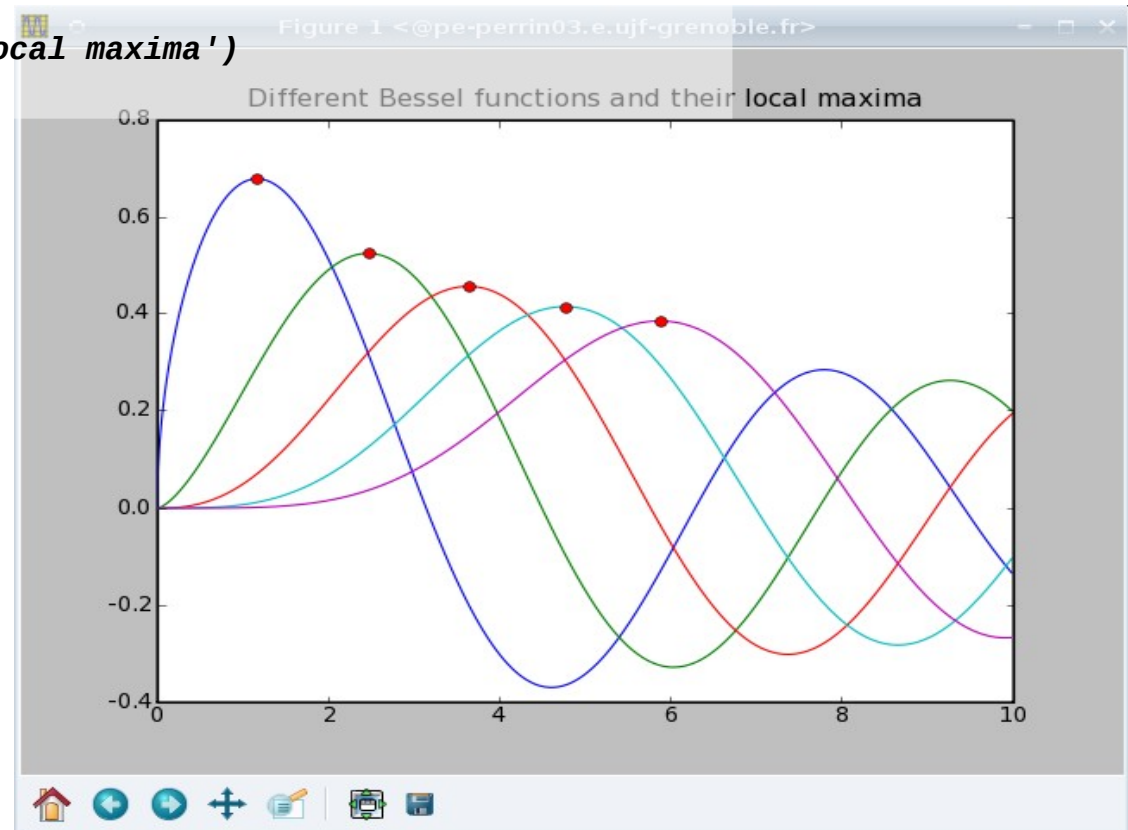 Figure 1 <@pe-perrin03.e.ujf-grenoble.fr>
ocal maxima')
Different Bessel functions and their local maxima
0.8
0.6
0.4
0.2
0.0
-0.2
-0.4
0 2 4 6 8 10